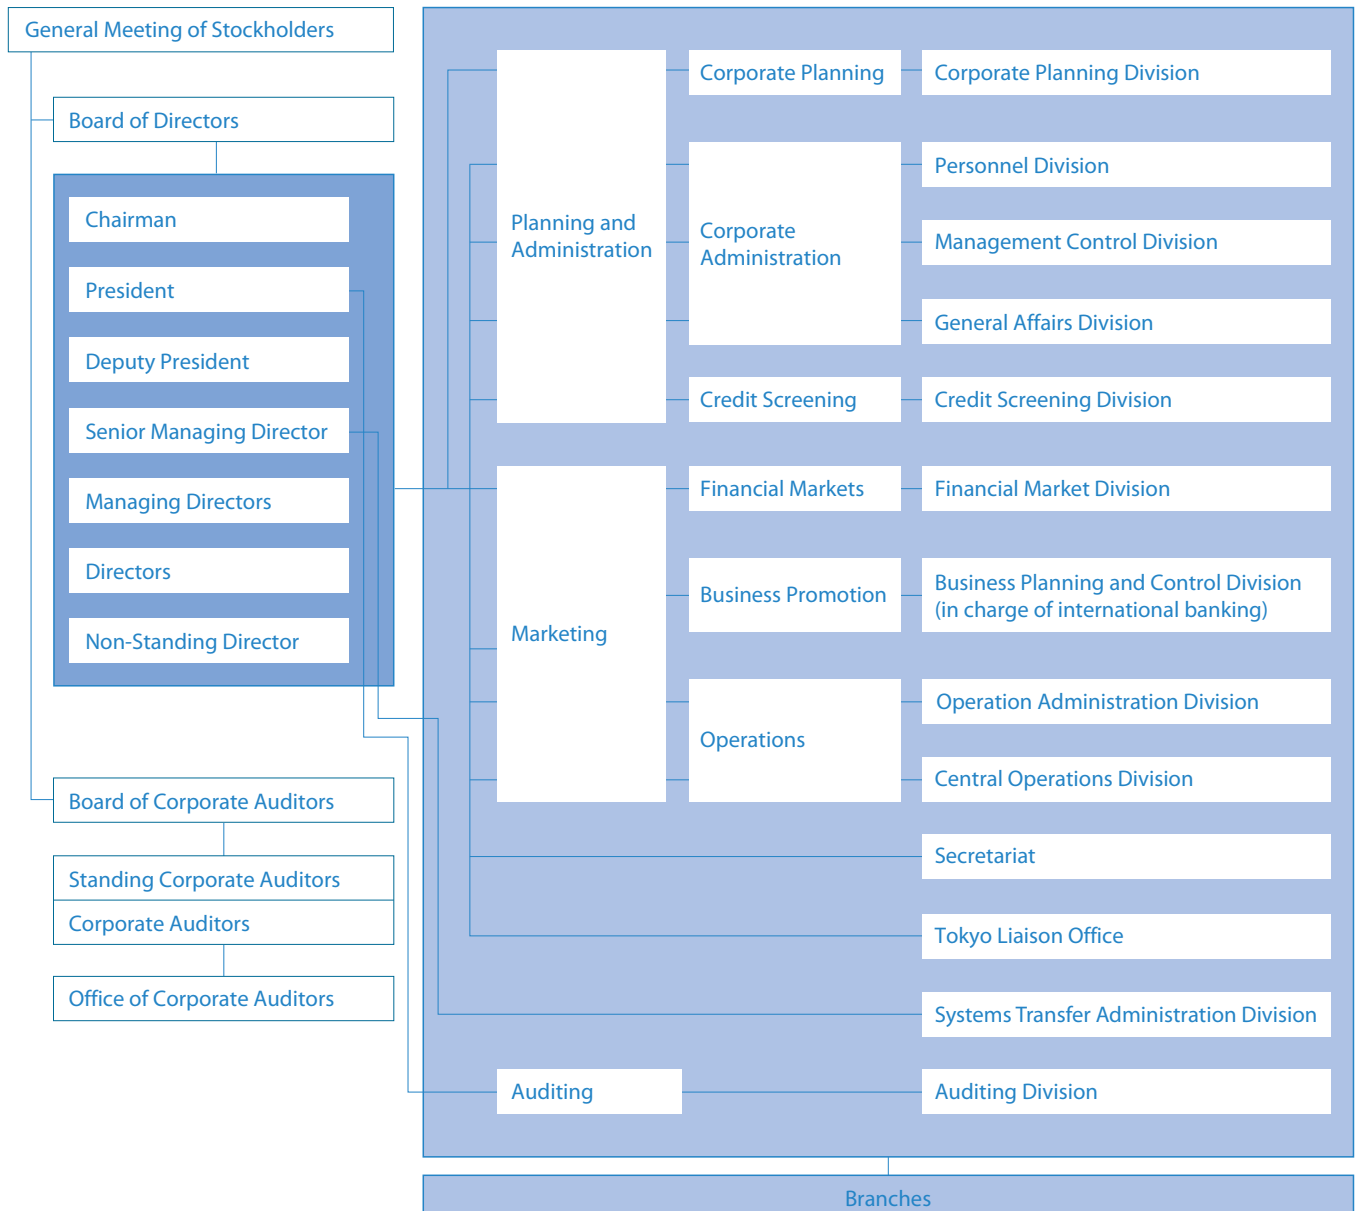 General Meeting of Stockholders
Board of Directors
Chairman
President
Deputy President
Senior Managing Director
Managing Directors
Directors
Non-Standing Director
Board of Corporate Auditors
Standing Corporate Auditors
Corporate Auditors
Office of Corporate Auditors
Planning and
Administration
Corporate Planning
Corporate Planning Division
Corporate
Administration
Personnel Division
Management Control Division
General Affairs Division
Credit Screening
Credit Screening Division
Marketing
Financial Markets
Financial Market Division
Business Promotion
Business Planning and Control Division
(in charge of international banking)
Operations
Operation Administration Division
Central Operations Division
Secretariat
Tokyo Liaison Office
Systems Transfer Administration Division
Auditing
Auditing Division
Branches